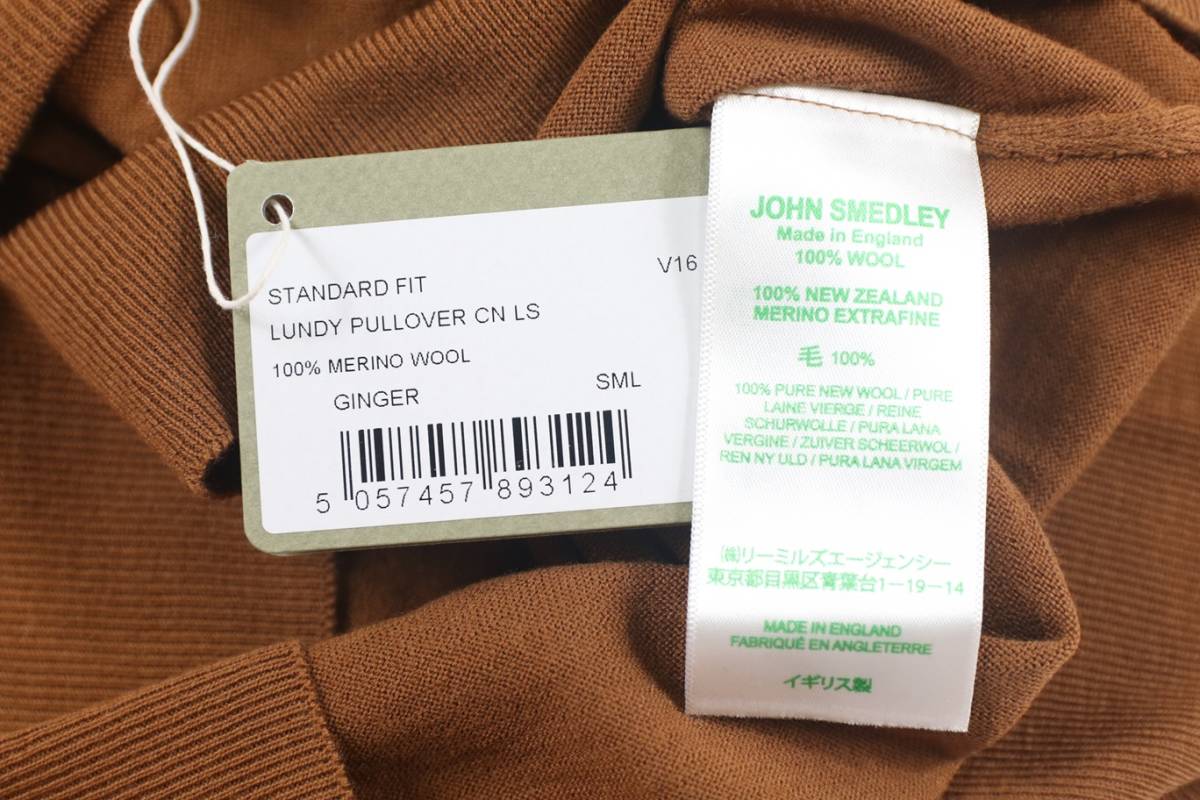 STANDARD FIT
V16
LUNDY PULLOVER CN LS
100% MERINO WOOL
GINGER
SML
5 057457 893124
JOHN SMEDLEY
Made in England
100% WOOL
100% NEW ZEALAND
MERINO EXTRAFINE
毛 100%
100% PURE NEW WOOL / PURE
LAINE VIERGE / REINE
SCHURWOLLE / PURA LANA
VERGINE / ZUIVER SCHEERWOL /
REN NY ULD / PURA LANA VIRGEM
㈱リーミルズエージェンシー
東京都目黒区青葉台1-19-14
MADE IN ENGLAND
FABRIQUÉ EN ANGLETERRE
イギリス製